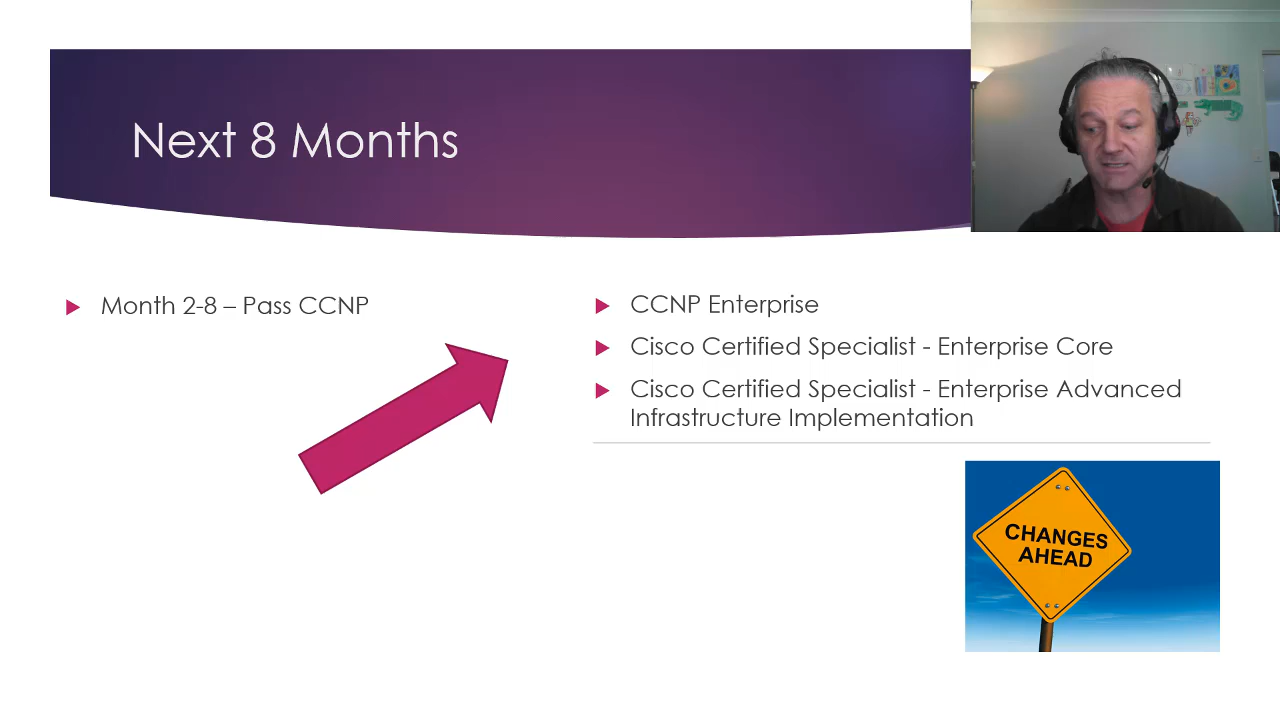 Next 8 Months
Month 2-8 – Pass CCNP
CCNP Enterprise
Cisco Certified Specialist - Enterprise Core
Cisco Certified Specialist - Enterprise Advanced
Infrastructure Implementation
CHANGES
AHEAD